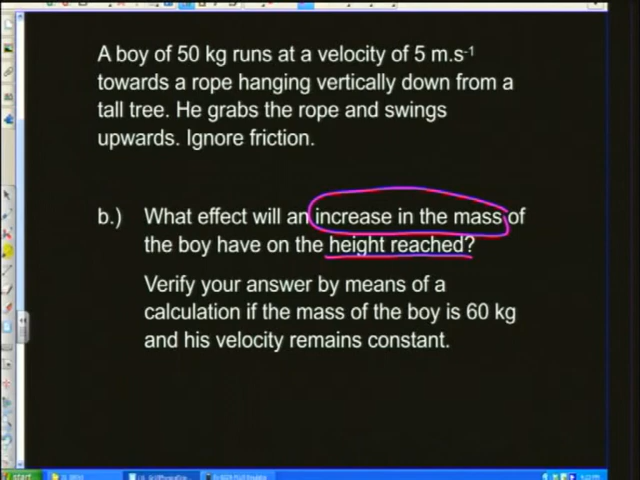 A boy of 50 kg runs at a velocity of 5 m.s⁻¹
towards a rope hanging vertically down from a
tall tree. He grabs the rope and swings
upwards. Ignore friction.
b.) What effect will an increase in the mass of
the boy have on the height reached?
Verify your answer by means of a
calculation if the mass of the boy is 60 kg
and his velocity remains constant.
start